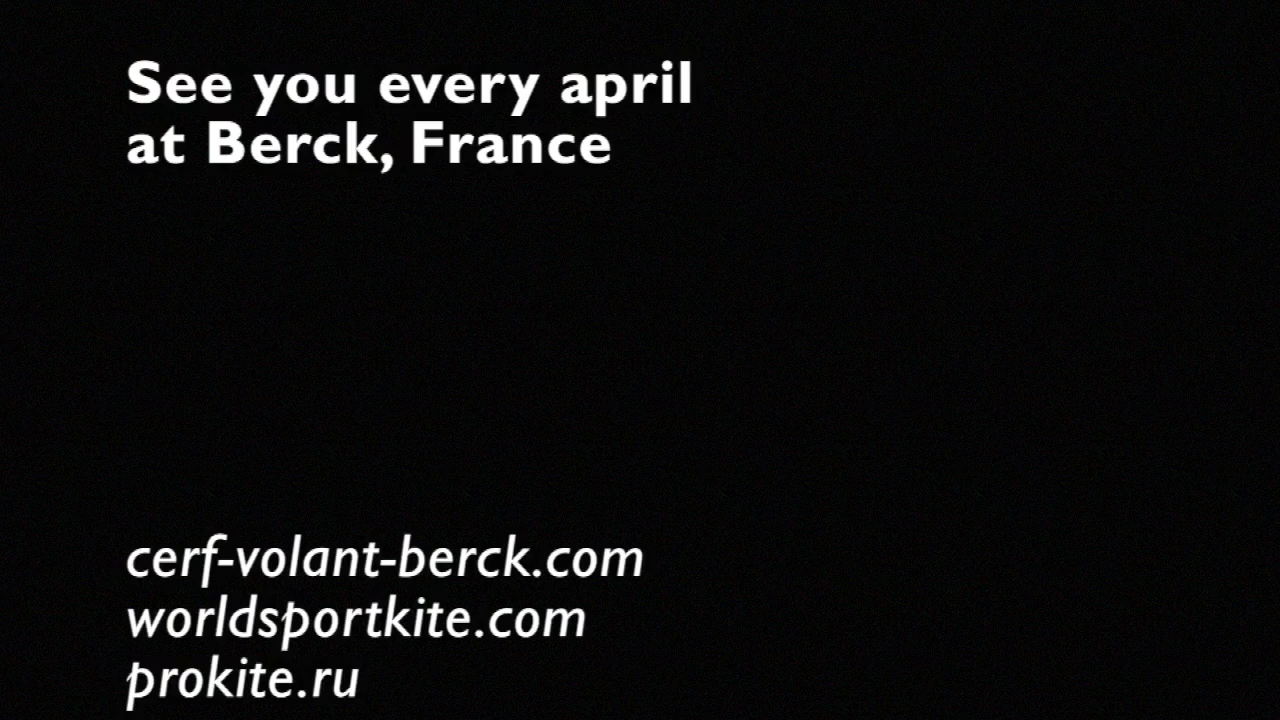 See you every april
at Berck, France
cerf-volant-berck.com
worldsportkite.com
prokite.ru